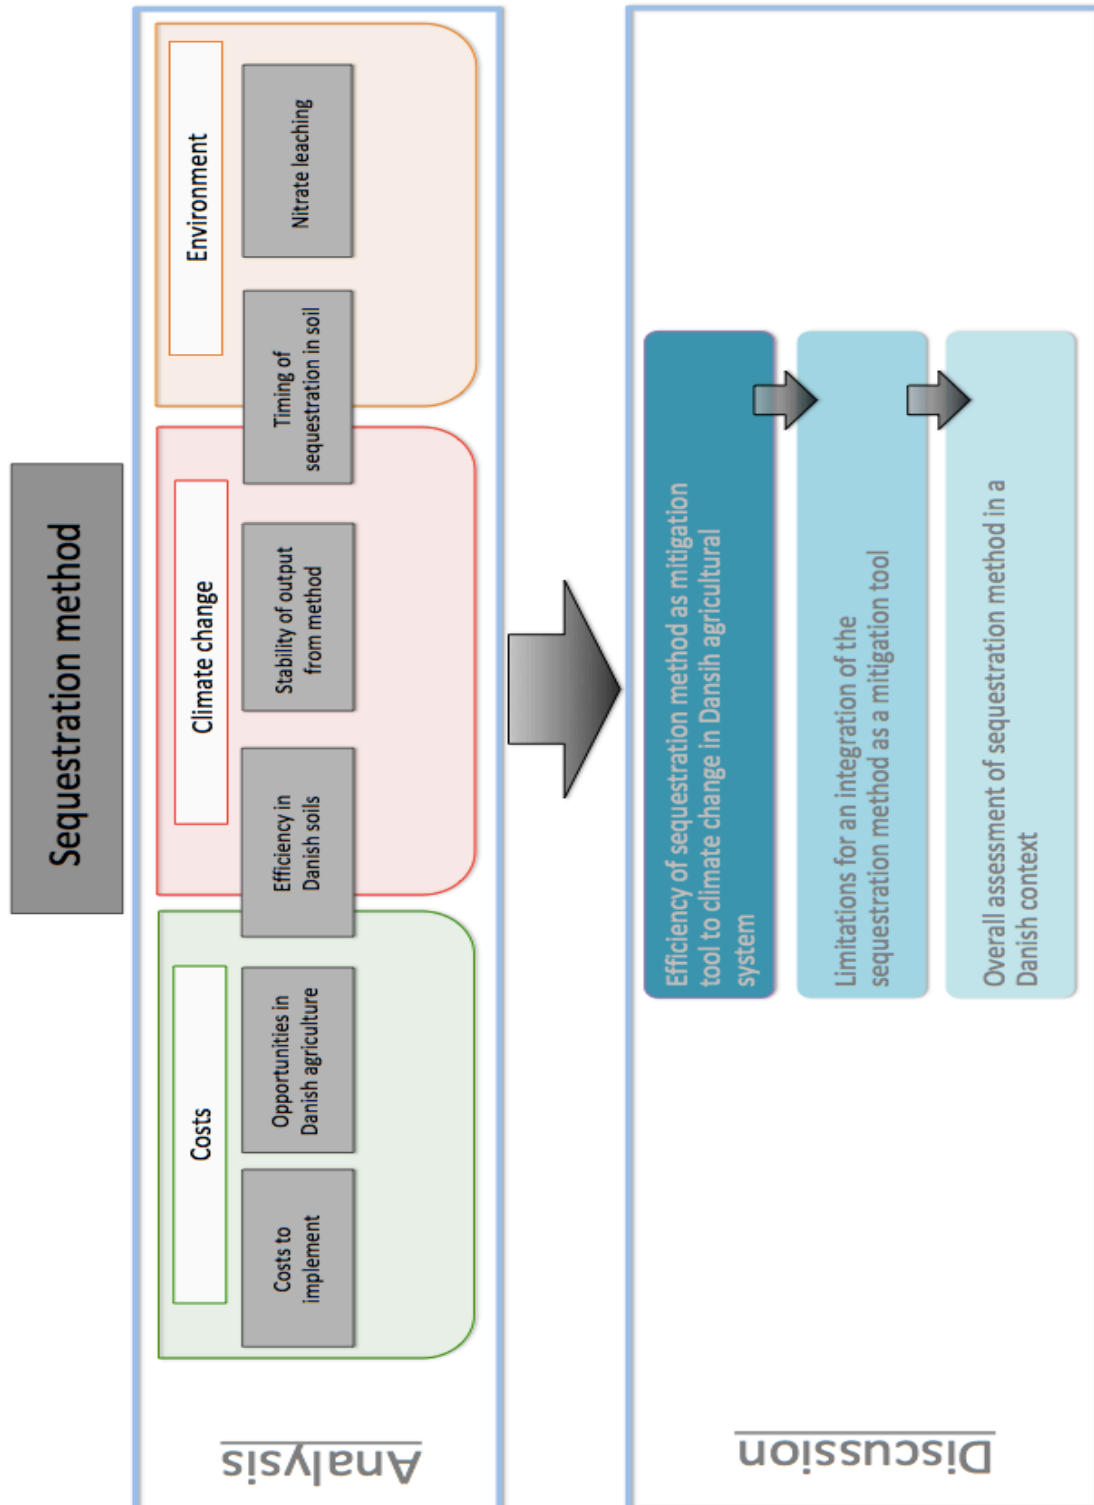 Sequestration method
Analysis
Costs
Climate change
Environment
Costs to
implement
Opportunities in
Danish agriculture
Efficiency in
Danish soils
Stability of output
from method
Timing of
sequestration in soil
Nitrate leaching
Discussion
Efficiency of sequestration method as mitigation
tool to climate change in Dansih agricultural
system
Limitations for an integration of the
sequestration method as a mitigation tool
Overall assessment of sequestration method in a
Danish context